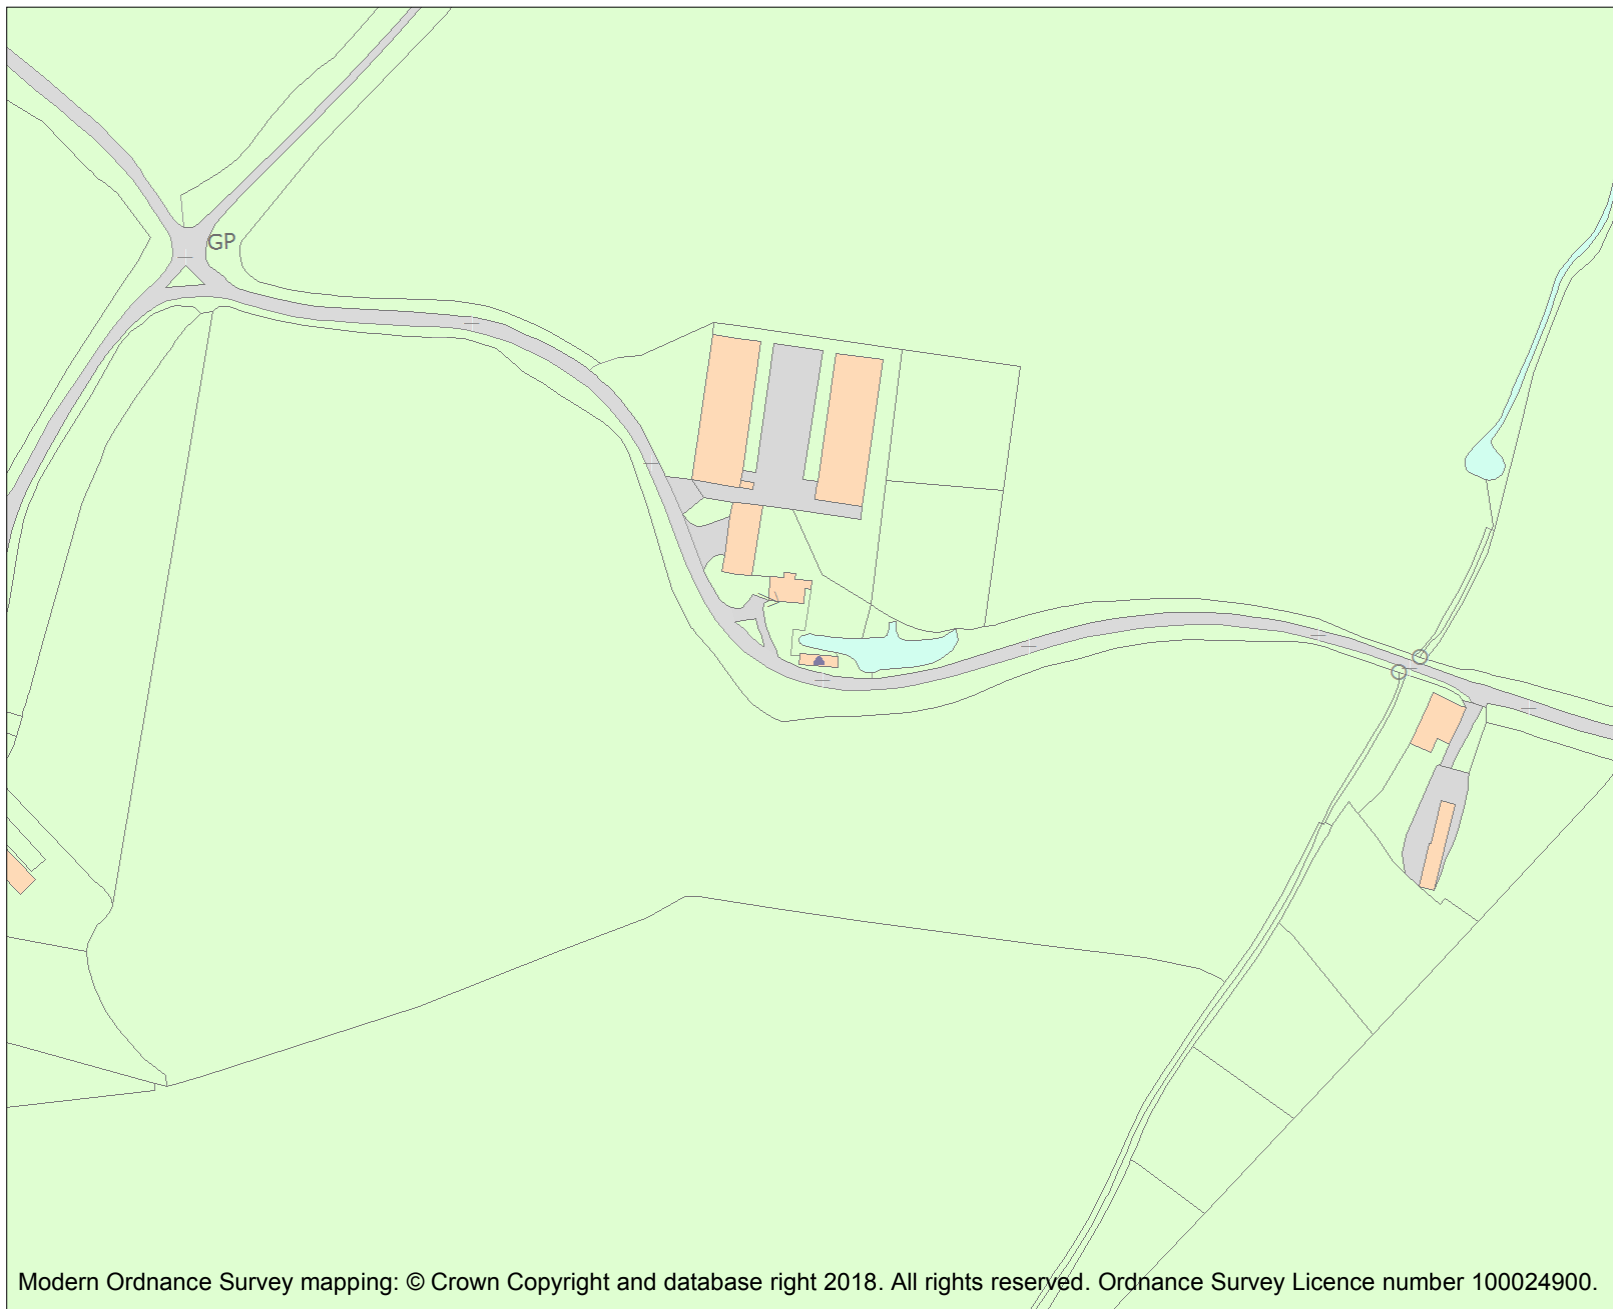 GP
Modern Ordnance Survey mapping: © Crown Copyright and database right 2018. All rights reserved. Ordnance Survey Licence number 100024900.